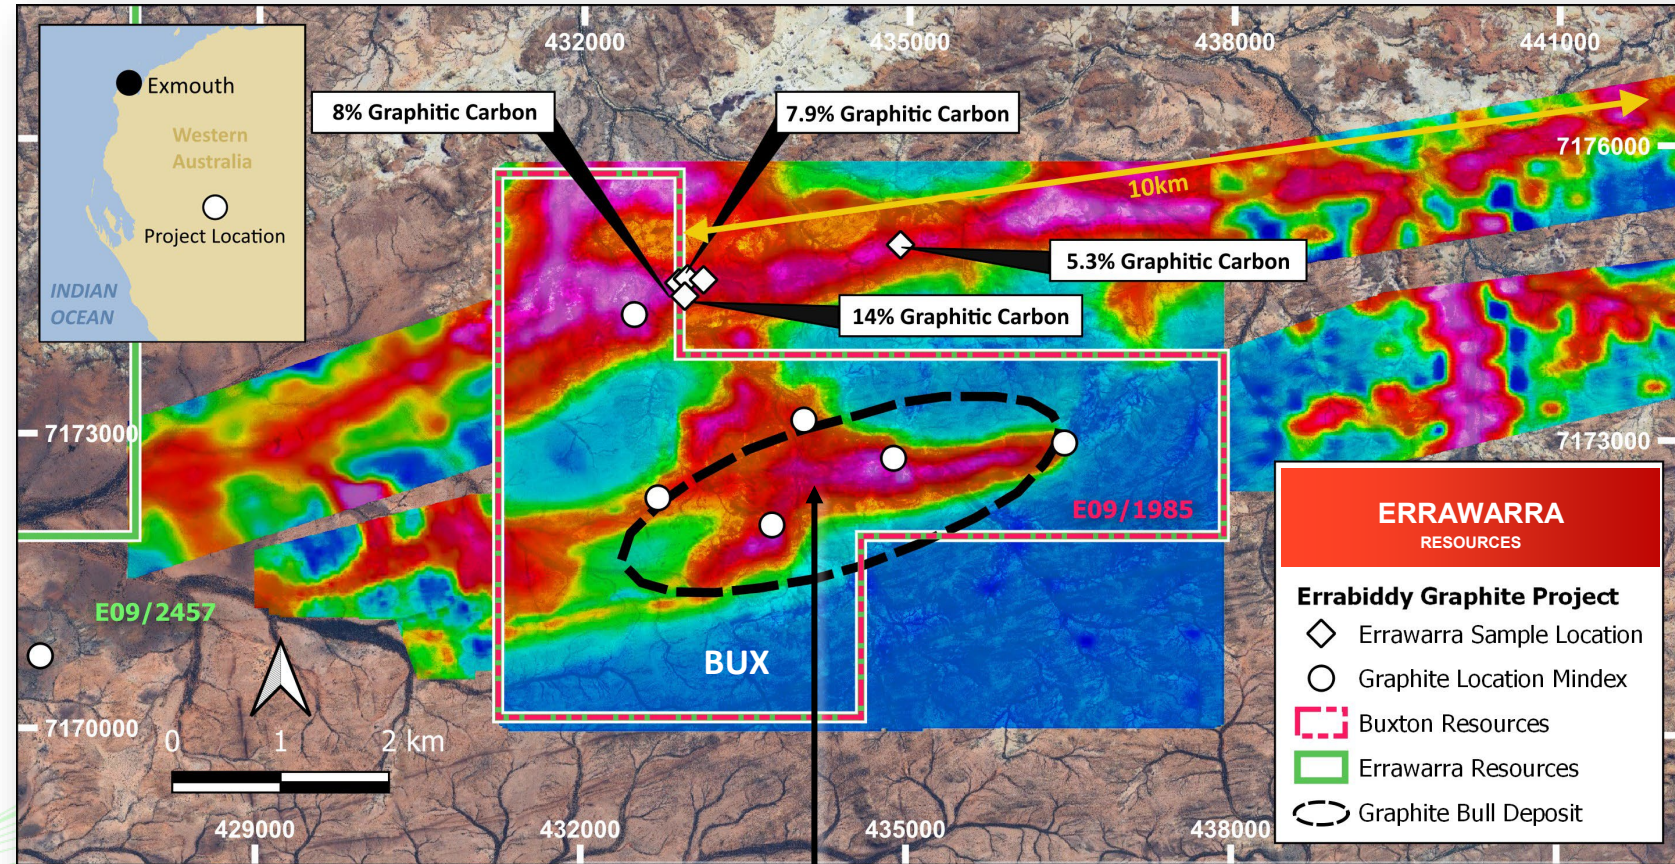 432000
435000
438000
441000
Exmouth
Western
Australia
Project Location
INDIAN
OCEAN
8% Graphitic Carbon
7.9% Graphitic Carbon
7176000
10km
5.3% Graphitic Carbon
14% Graphitic Carbon
7173000
7173000
E09/1985
E09/2457
BUX
7170000
0 1 2 km
429000
432000
435000
438000
ERRAWARRA
RESOURCES
Errabiddy Graphite Project
Errawarra Sample Location
Graphite Location Mindex
Buxton Resources
Errawarra Resources
Graphite Bull Deposit